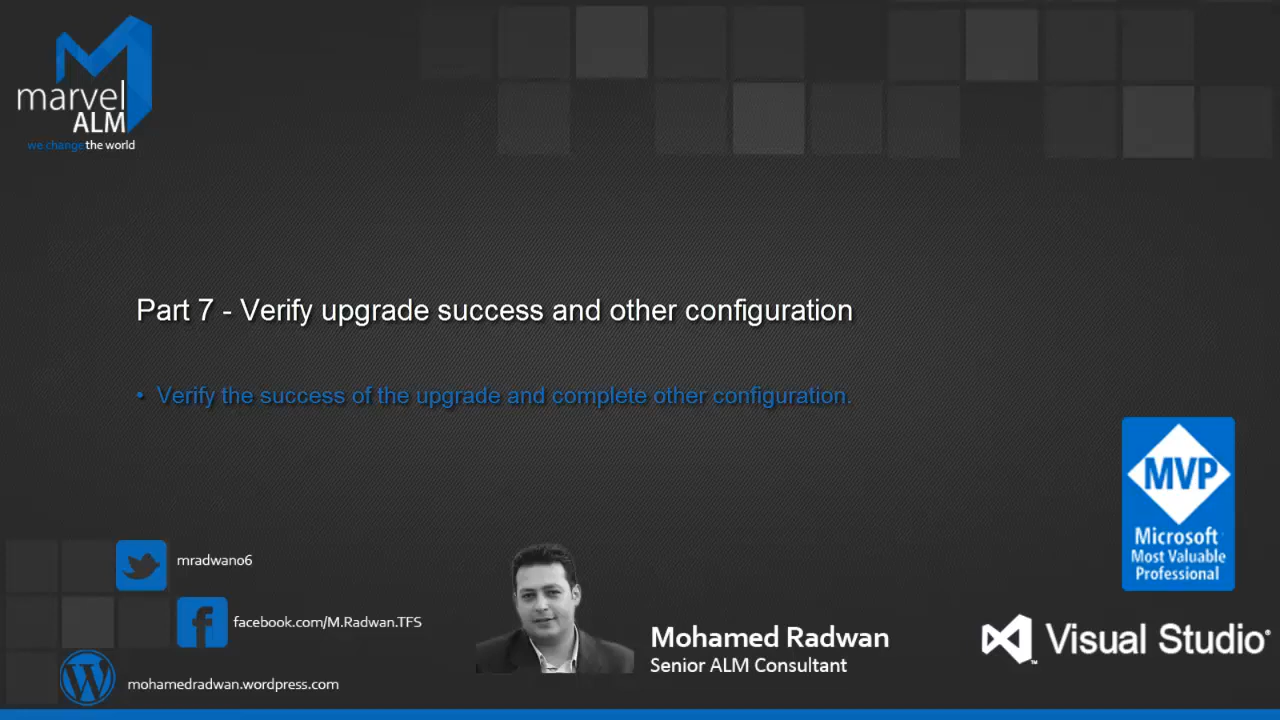 marvel
ALM
we change the world
Part 7 - Verify upgrade success and other configuration
• Verify the success of the upgrade and complete other configuration.
MVP
Microsoft
Most Valuable
Professional
mradwano6
facebook.com/M.Radwan.TFS
mohamedradwan.wordpress.com
Mohamed Radwan
Senior ALM Consultant
Visual Studio®